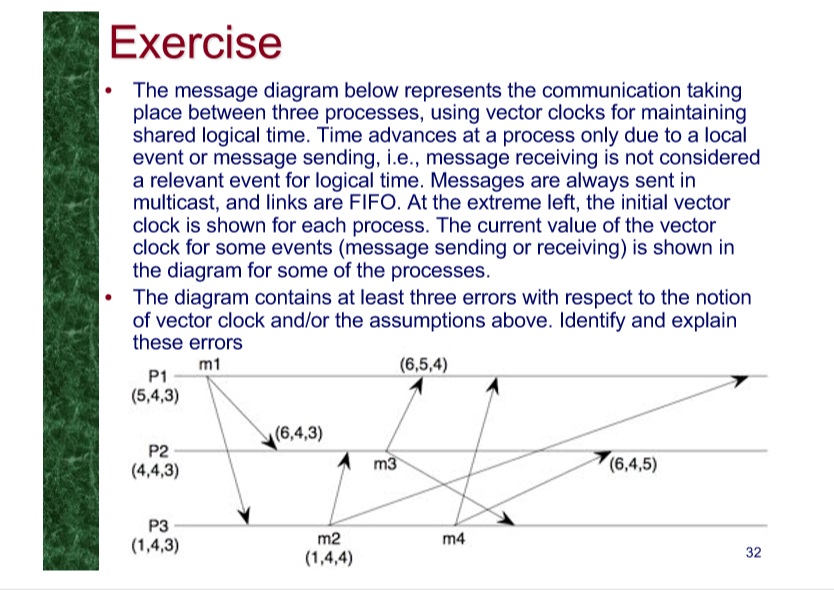 Exercise
• The message diagram below represents the communication taking
place between three processes, using vector clocks for maintaining
shared logical time. Time advances at a process only due to a local
event or message sending, i.e., message receiving is not considered
a relevant event for logical time. Messages are always sent in
multicast, and links are FIFO. At the extreme left, the initial vector
clock is shown for each process. The current value of the vector
clock for some events (message sending or receiving) is shown in
the diagram for some of the processes.
• The diagram contains at least three errors with respect to the notion
of vector clock and/or the assumptions above. Identify and explain
these errors
m1
(6,5,4)
P1
(5,4,3)
(6,4,3)
P2
(4,4,3)
m3
(6,4,5)
P3
(1,4,3)
m2
(1,4,4)
m4
32